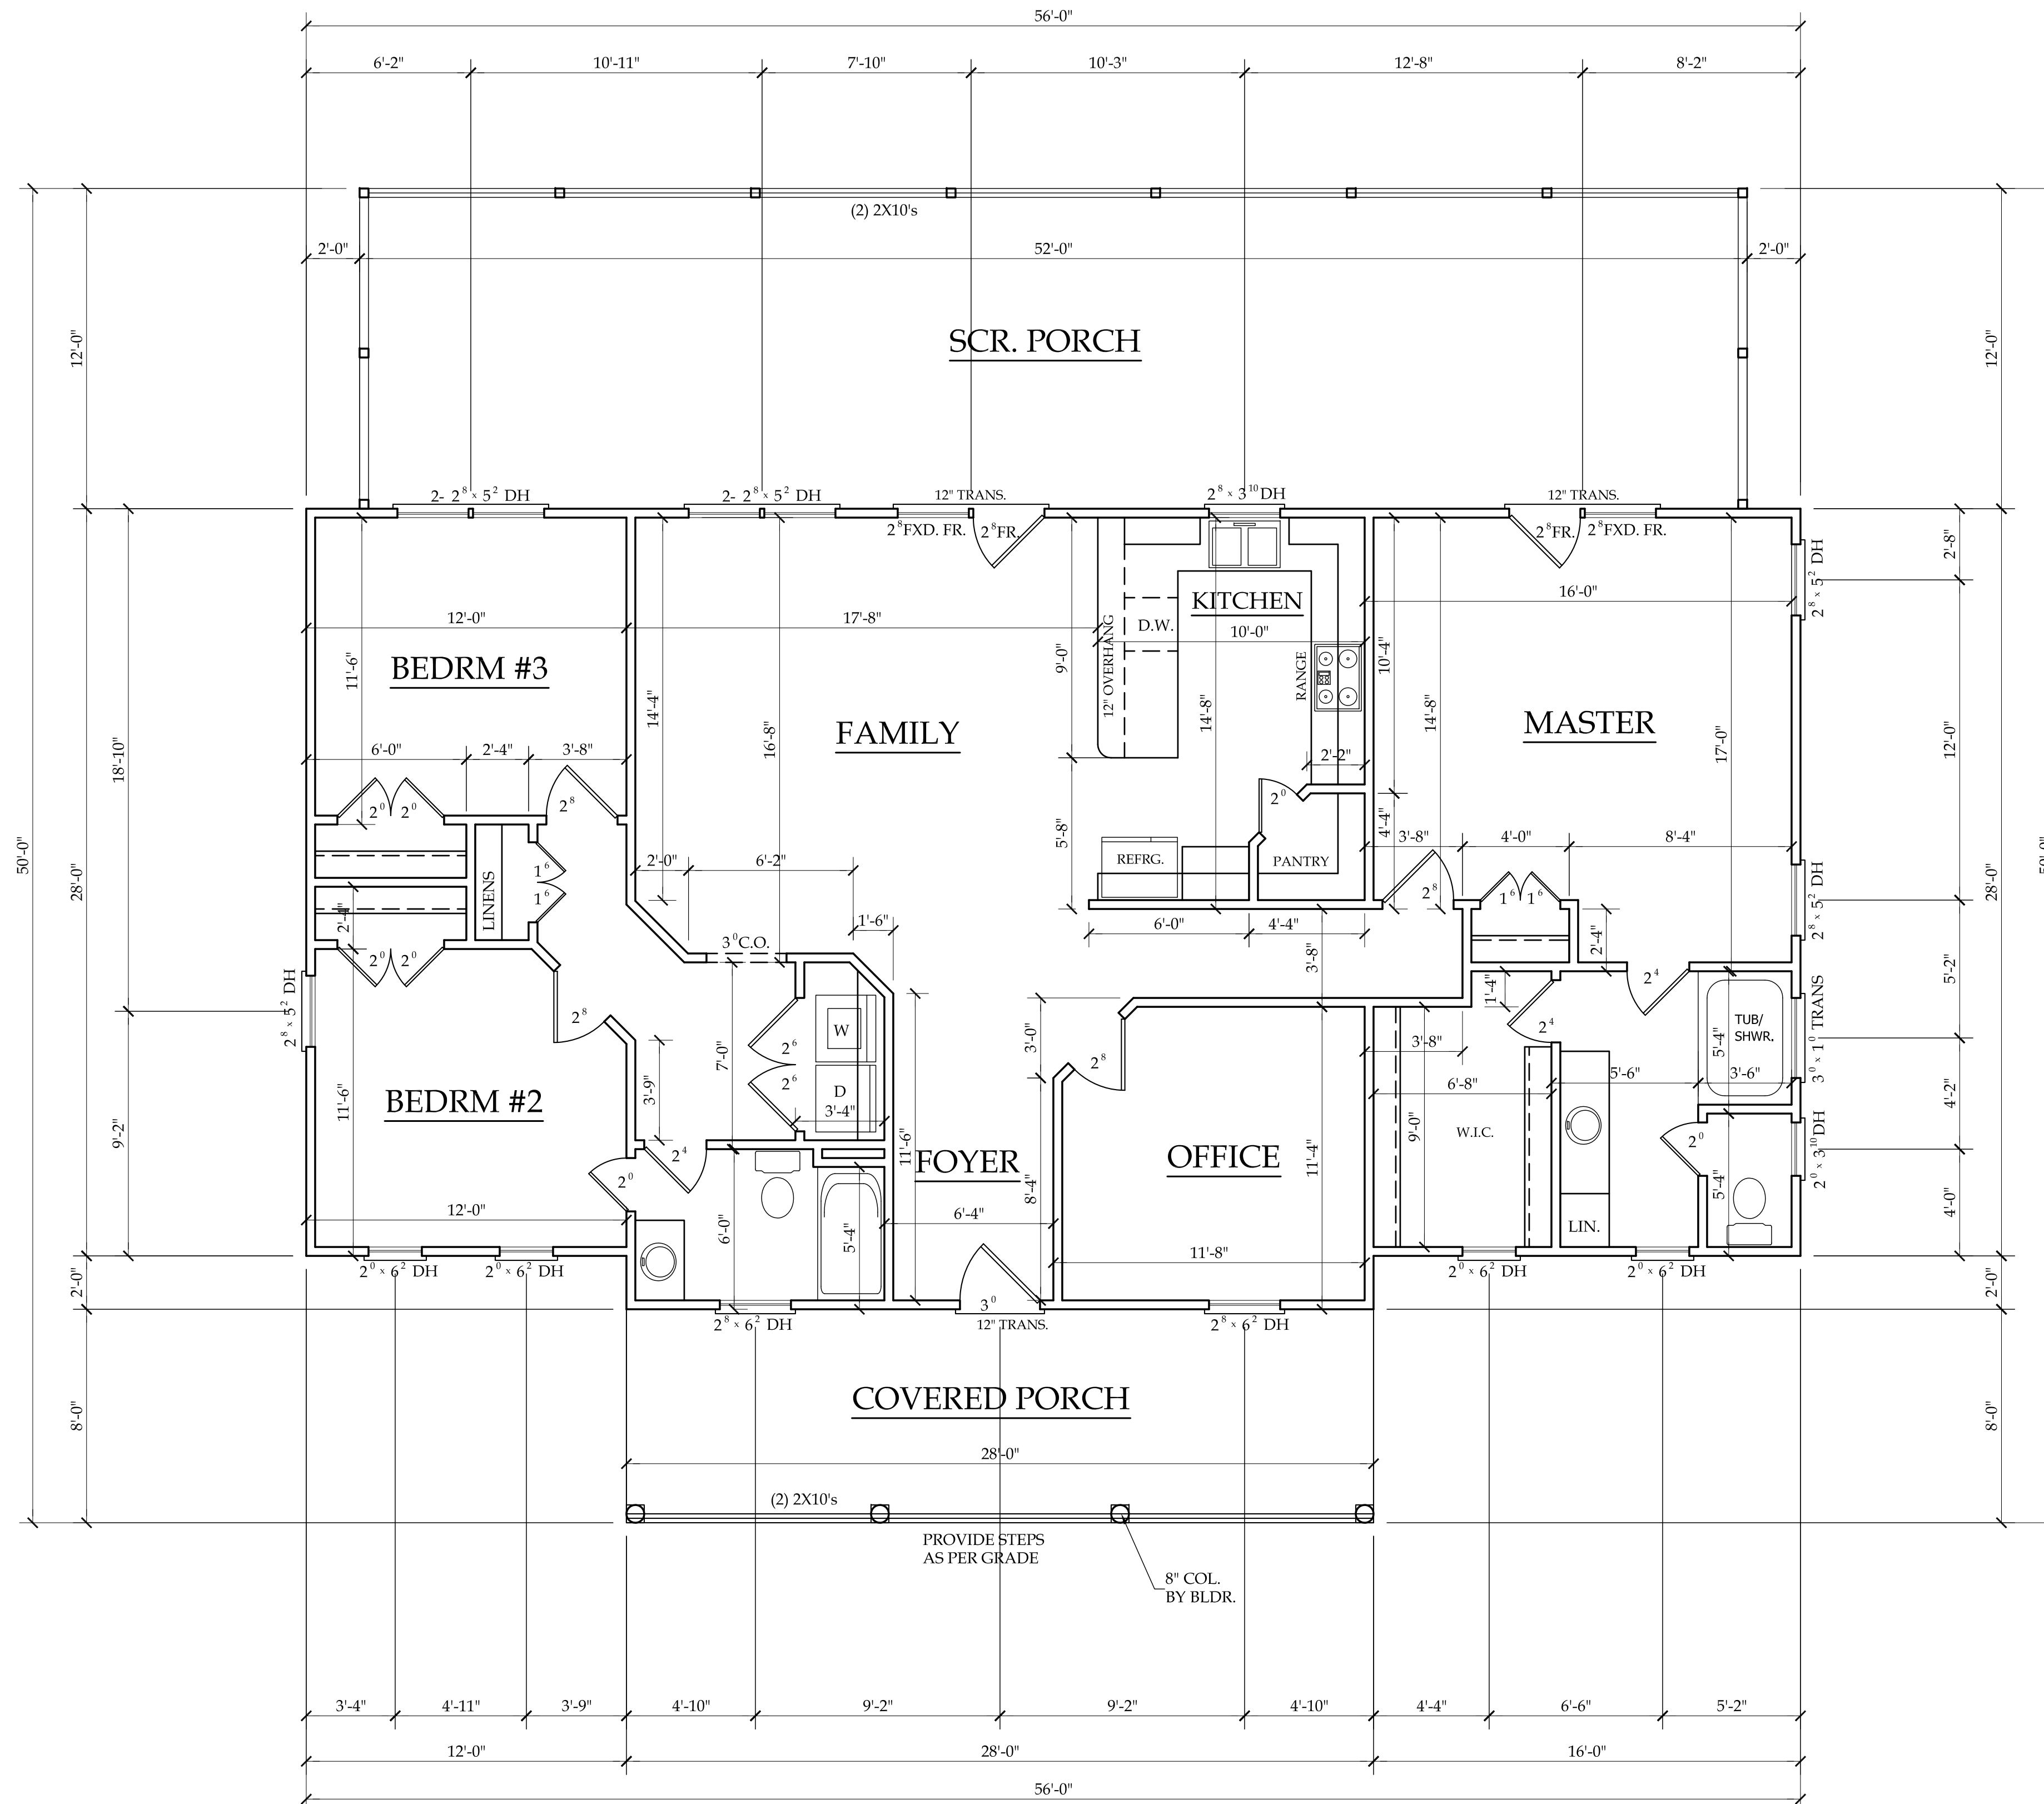 56'-0"
6'-2" 10'-11" 7'-10" 10'-3" 12'-8" 8'-2"
(2) 2X10's
2'-0" 52'-0" 2'-0"
12'-0" SCR. PORCH 12'-0"
2- 2⁸ x 5² DH 2- 2⁸ x 5² DH 12" TRANS. 2⁸ x 3¹⁰ DH 12" TRANS.
2⁸FXD. FR. 2⁸FR. 2⁸FR. 2⁸FXD. FR.
2'-8"
2⁸ x 5² DH
16'-0"
KITCHEN
12'-0" 17'-8" D.W. 10'-0"
12" OVERHANG
9'-0"
RANGE
10'-4"
11'-6" BEDRM #3
14'-4" 16'-8" FAMILY 14'-8" 14'-8" MASTER 17'-0" 12'-0"
18'-10"
6'-0" 2'-4" 3'-8" 2'-2"
2⁰ 2⁰ 2⁸ 2⁰
5'-8" 4'-4" 3'-8" 4'-0" 8'-4"
50'-0" 28'-0" 28'-0" 50'-0"
2'-0" 6'-2" REFRG. PANTRY
LINENS 1⁶ 1⁶ 2⁸ 1⁶ 1⁶
2⁸ x 5² DH
2'-4" 1'-6" 6'-0" 4'-4" 2'-4"
3⁰C.O. 3'-8" 5'-2"
2⁰ 2⁰ 2⁴
2⁸ x 5² DH
1'-4"
2⁸ W 2⁴ TUB/
SHWR.
3⁰ x 1⁰ TRANS
2⁶ 3'-0" 3'-8" 5'-4"
7'-0" 2⁸
2⁶ D 6'-8" 5'-6" 3'-6"
3'-9" 3'-4" 4'-2"
11'-6" BEDRM #2
9'-2" 9'-0" W.I.C.
11'-6" FOYER OFFICE 11'-4" 2⁰
2⁰ x 3¹⁰ DH
2⁴ 2⁰ 8'-4" 5'-4" 4'-0"
12'-0" 6'-0" 5'-4" 6'-4" LIN.
11'-8"
2⁰ x 6² DH 2⁰ x 6² DH 2⁰ x 6² DH 2⁰ x 6² DH
2'-0" 3⁰ 2'-0"
2⁸ x 6² DH 12" TRANS. 2⁸ x 6² DH
8'-0" COVERED PORCH 8'-0"
28'-0"
(2) 2X10's
PROVIDE STEPS
AS PER GRADE
8" COL.
BY BLDR.
3'-4" 4'-11" 3'-9" 4'-10" 9'-2" 9'-2" 4'-10" 4'-4" 6'-6" 5'-2"
12'-0" 28'-0" 16'-0"
56'-0"